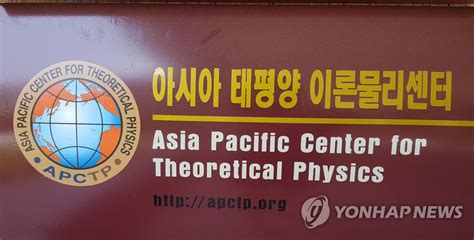 ASIA PACIFIC CENTER FOR THEORETICAL PHYSICS
APCTP
아시아 태평양 이론물리센터
Asia Pacific Center for
Theoretical Physics
http://apctp.org
YONHAP NEWS